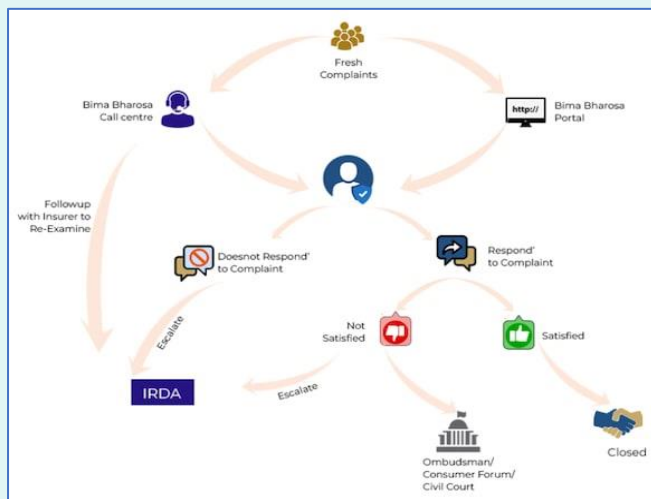 Fresh
Complaints
Bima Bharosa
Call centre
http://
Bima Bharosa
Portal
Followup
with Insurer to
Re-Examine
Doesnot Respond'
to Complaint
Respond'
to Complaint
Escalate
Not
Satisfied
Satisfied
IRDA
Escalate
Ombudsman/
Consumer Forum/
Civil Court
Closed